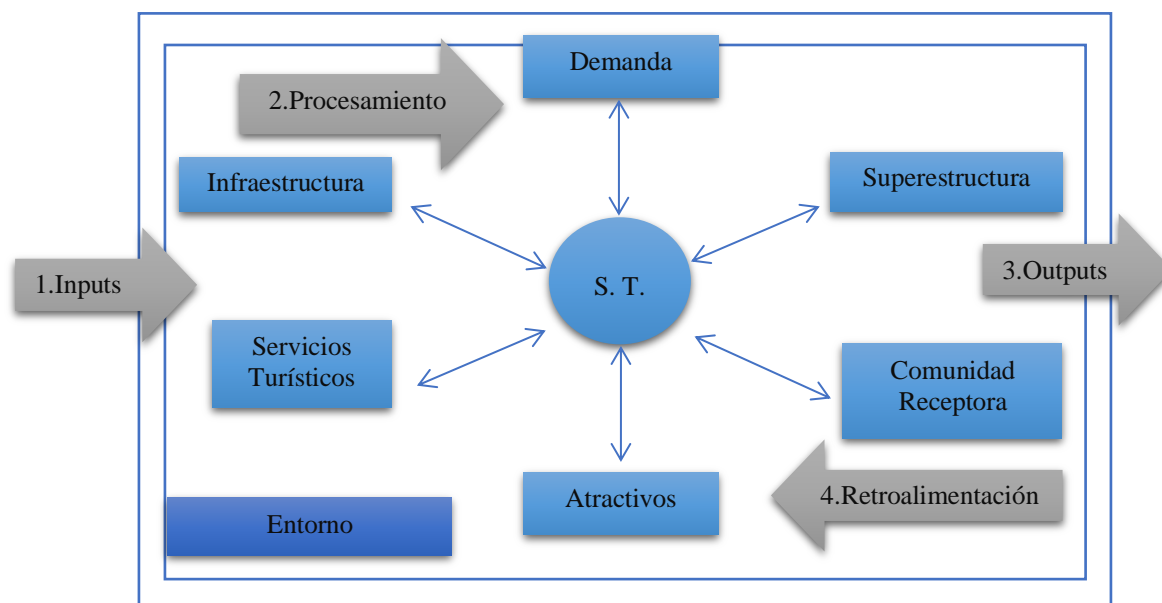 Demanda
2.Procesamiento
Infraestructura
Superestructura
1.Inputs
S. T.
3.Outputs
Servicios
Turísticos
Comunidad
Receptora
Atractivos
4.Retroalimentación
Entorno